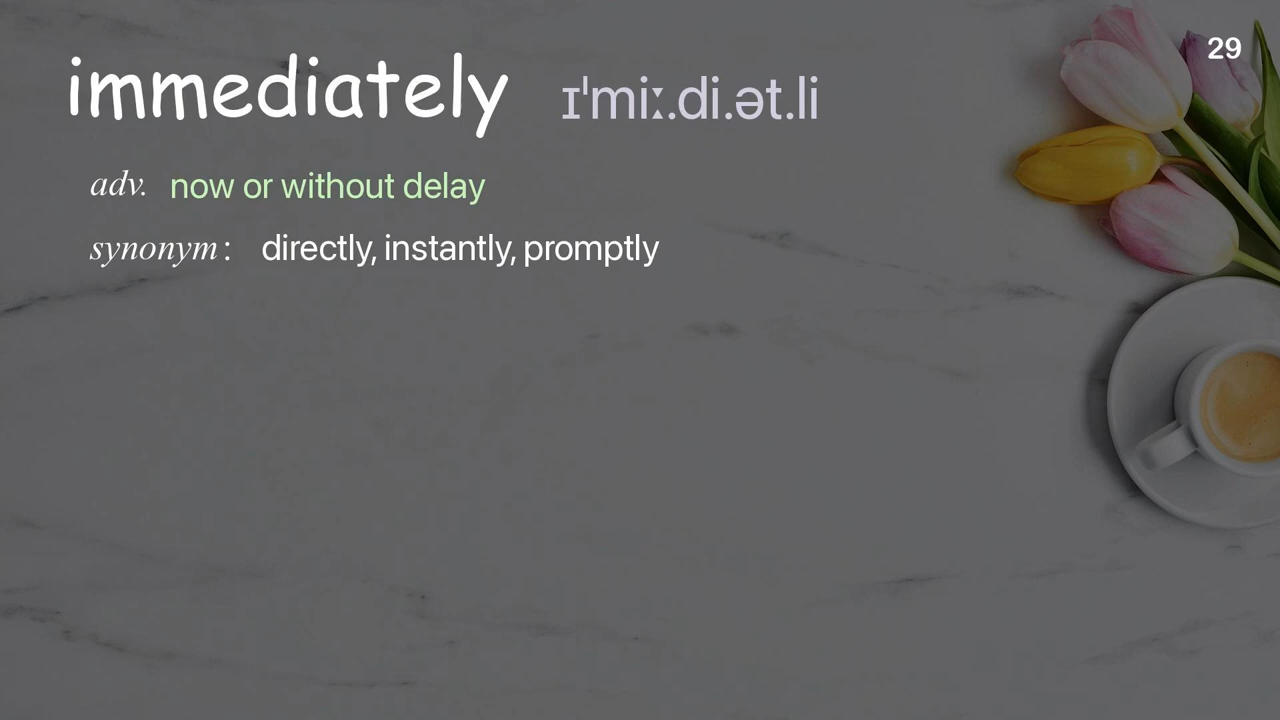 29
immediately ɪˈmiː.di.ət.li
adv. now or without delay
synonym : directly, instantly, promptly